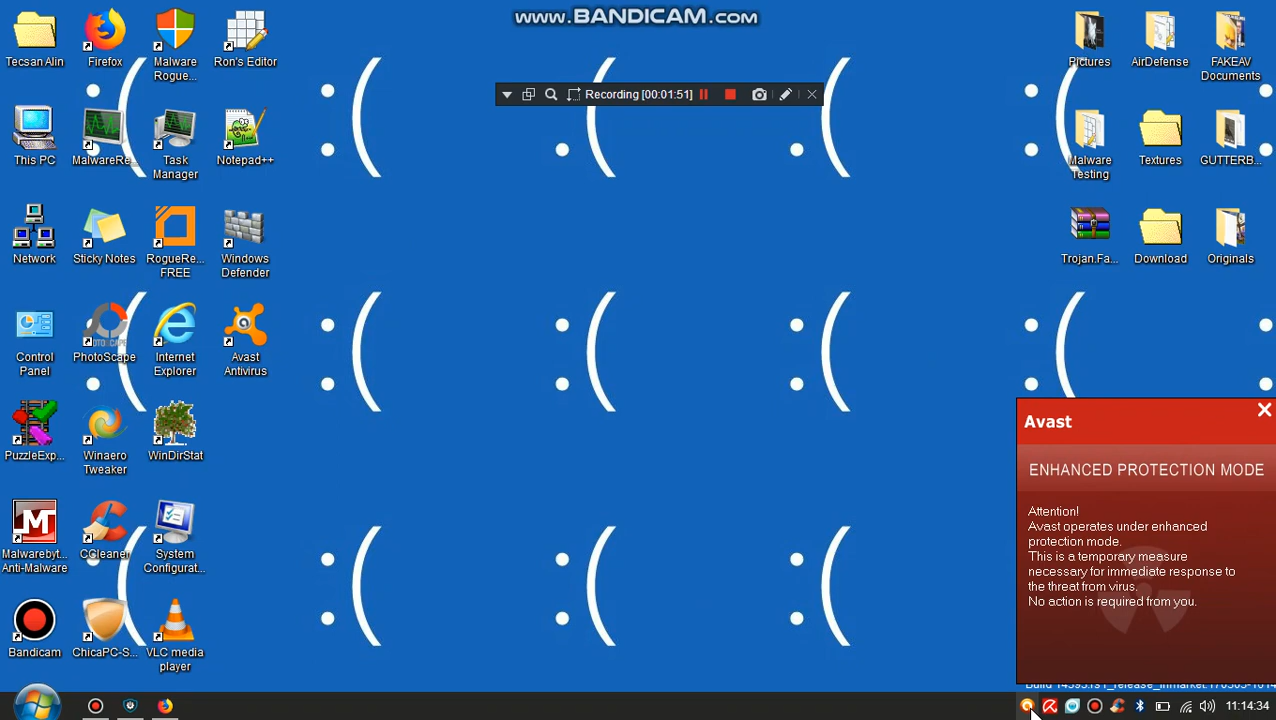 www.BANDICAM.com
Recording [00:01:51]
Tecsan Alin
Firefox
Malware
Rogue...
Ron's Editor
Pictures
AirDefense
FAKEAV
Documents
This PC
MalwareRe...
Task
Manager
Notepad++
Malware
Testing
Textures
GUTTERB...
Network
Sticky Notes
RogueRe...
FREE
Windows
Defender
Trojan.Fa...
Download
Originals
Control
Panel
PhotoScape
Internet
Explorer
Avast
Antivirus
PuzzleExp...
Winaero
Tweaker
WinDirStat
Malwarebyt...
Anti-Malware
CCleaner
System
Configurat...
Bandicam
ChicaPC-S...
VLC media
player
Avast
ENHANCED PROTECTION MODE
Attention!
Avast operates under enhanced
protection mode.
This is a temporary measure
necessary for immediate response to
the threat from virus.
No action is required from you.
11:14:34